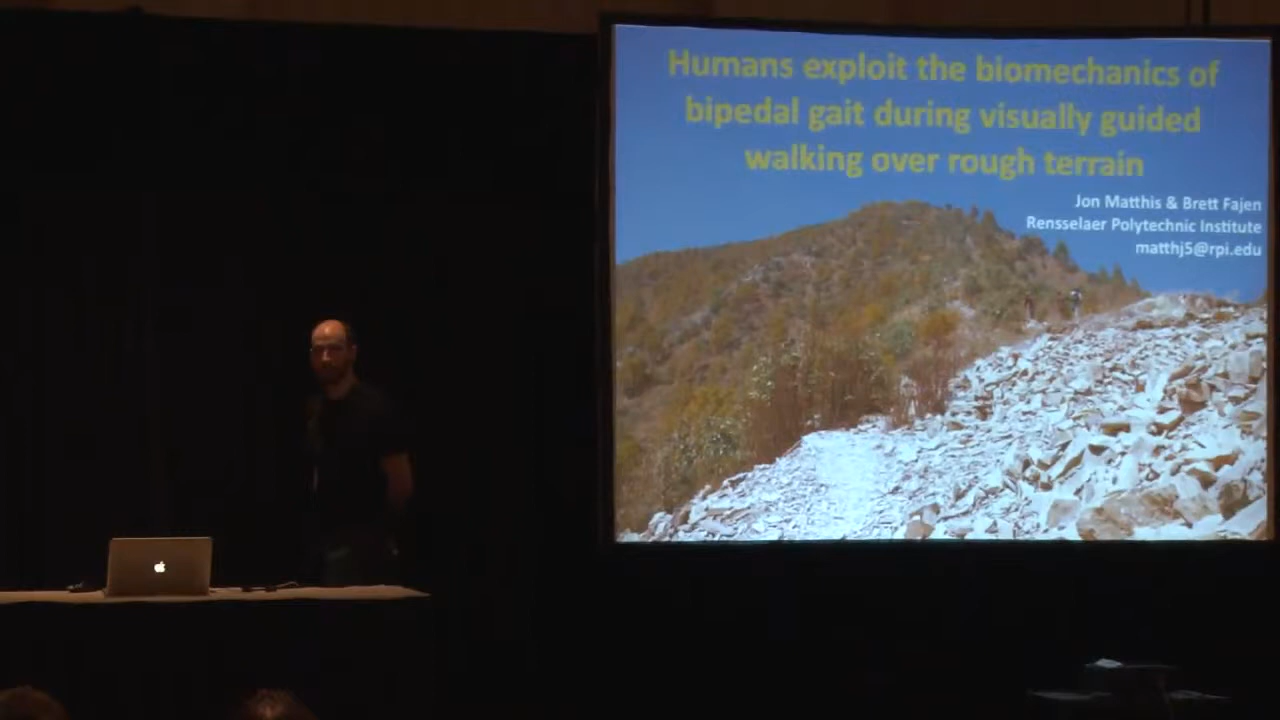 Humans exploit the biomechanics of
bipedal gait during visually guided
walking over rough terrain
Jon Matthis & Brett Fajen
Rensselaer Polytechnic Institute
matthj5@rpi.edu